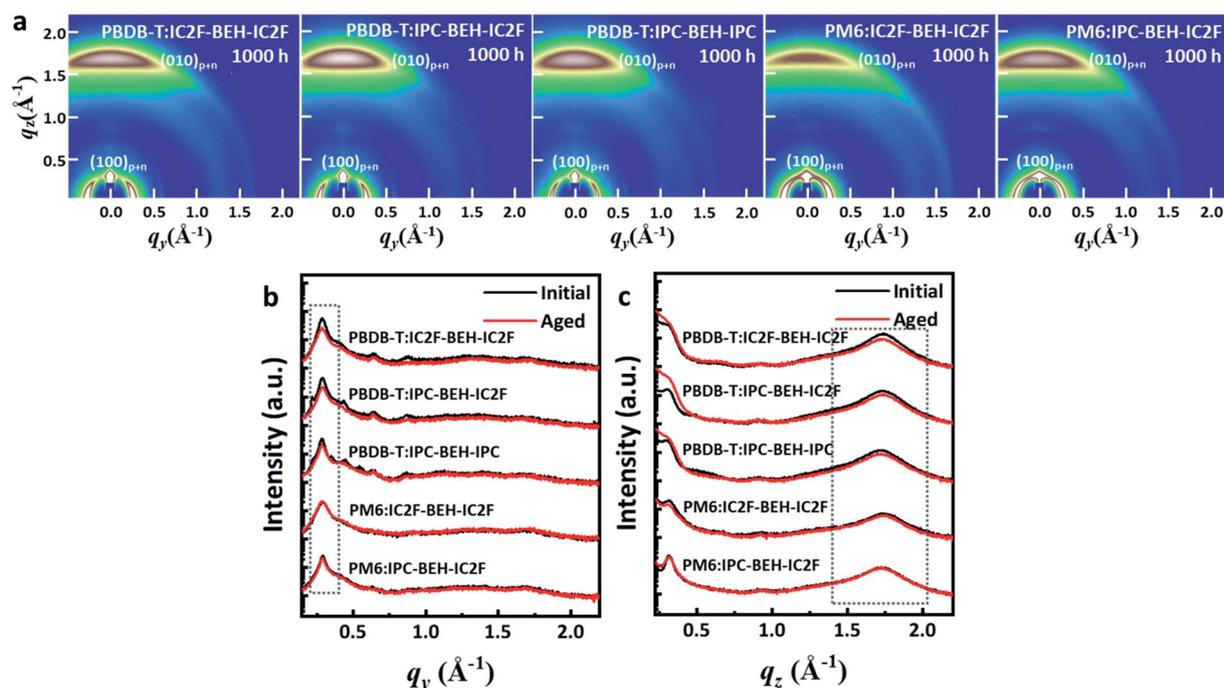 a
PBDB-T:IC2F-BEH-IC2F
1000 h
(010)p+n
(100)p+n
PBDB-T:IPC-BEH-IC2F
1000 h
(010)p+n
(100)p+n
PBDB-T:IPC-BEH-IPC
1000 h
(010)p+n
(100)p+n
PM6:IC2F-BEH-IC2F
1000 h
(010)p+n
(100)p+n
PM6:IPC-BEH-IC2F
1000 h
(010)p+n
(100)p+n
qz(Å-1)
2.0
1.5
1.0
0.5
0.0 0.5 1.0 1.5 2.0
0.0 0.5 1.0 1.5 2.0
0.0 0.5 1.0 1.5 2.0
0.0 0.5 1.0 1.5 2.0
0.0 0.5 1.0 1.5 2.0
qy(Å-1)
qy(Å-1)
qy(Å-1)
qy(Å-1)
qy(Å-1)
b
Initial
Aged
PBDB-T:IC2F-BEH-IC2F
PBDB-T:IPC-BEH-IC2F
PBDB-T:IPC-BEH-IPC
PM6:IC2F-BEH-IC2F
PM6:IPC-BEH-IC2F
Intensity (a.u.)
0.5 1.0 1.5 2.0
qy (Å-1)
c
Initial
Aged
PBDB-T:IC2F-BEH-IC2F
PBDB-T:IPC-BEH-IC2F
PBDB-T:IPC-BEH-IPC
PM6:IC2F-BEH-IC2F
PM6:IPC-BEH-IC2F
Intensity (a.u.)
0.5 1.0 1.5 2.0
qz (Å-1)